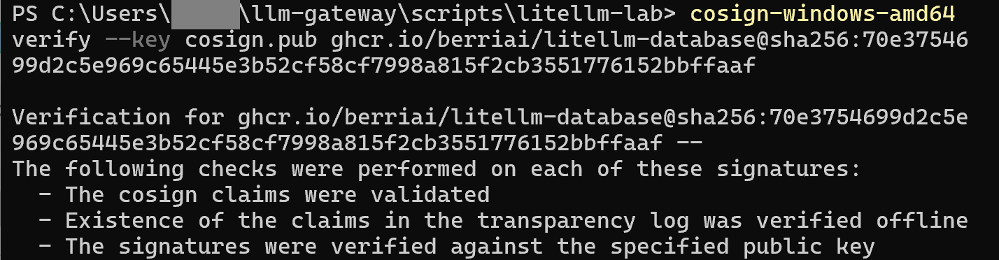 PS C:\Users\ \llm-gateway\scripts\litellm-lab> cosign-windows-amd64
verify --key cosign.pub ghcr.io/berriai/litellm-database@sha256:70e37546
99d2c5e969c65445e3b52cf58cf7998a815f2cb3551776152bbffaaf
Verification for ghcr.io/berriai/litellm-database@sha256:70e3754699d2c5e
969c65445e3b52cf58cf7998a815f2cb3551776152bbffaaf --
The following checks were performed on each of these signatures:
  - The cosign claims were validated
  - Existence of the claims in the transparency log was verified offline
  - The signatures were verified against the specified public key